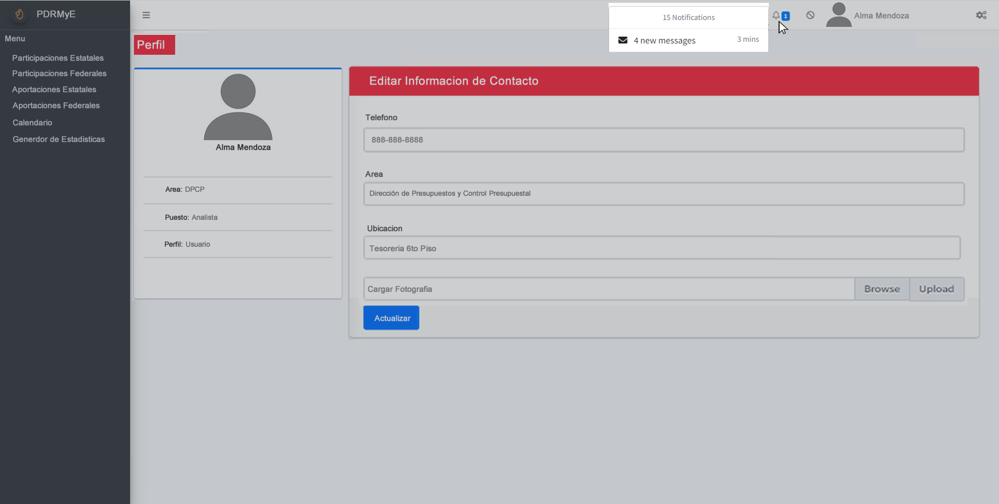 PDRMyE
Menu
Participaciones Estatales
Participaciones Federales
Aportaciones Estatales
Aportaciones Federales
Calendario
Generdor de Estadisticas
15 Notifications
4 new messages 3 mins
1
Alma Mendoza
Perfil
Alma Mendoza
Area: DPCP
Puesto: Analista
Perfil: Usuario
Editar Informacion de Contacto
Telefono
888-888-8888
Area
Dirección de Presupuestos y Control Presupuestal
Ubicacion
Tesoreria 6to Piso
Cargar Fotografia Browse Upload
Actualizar